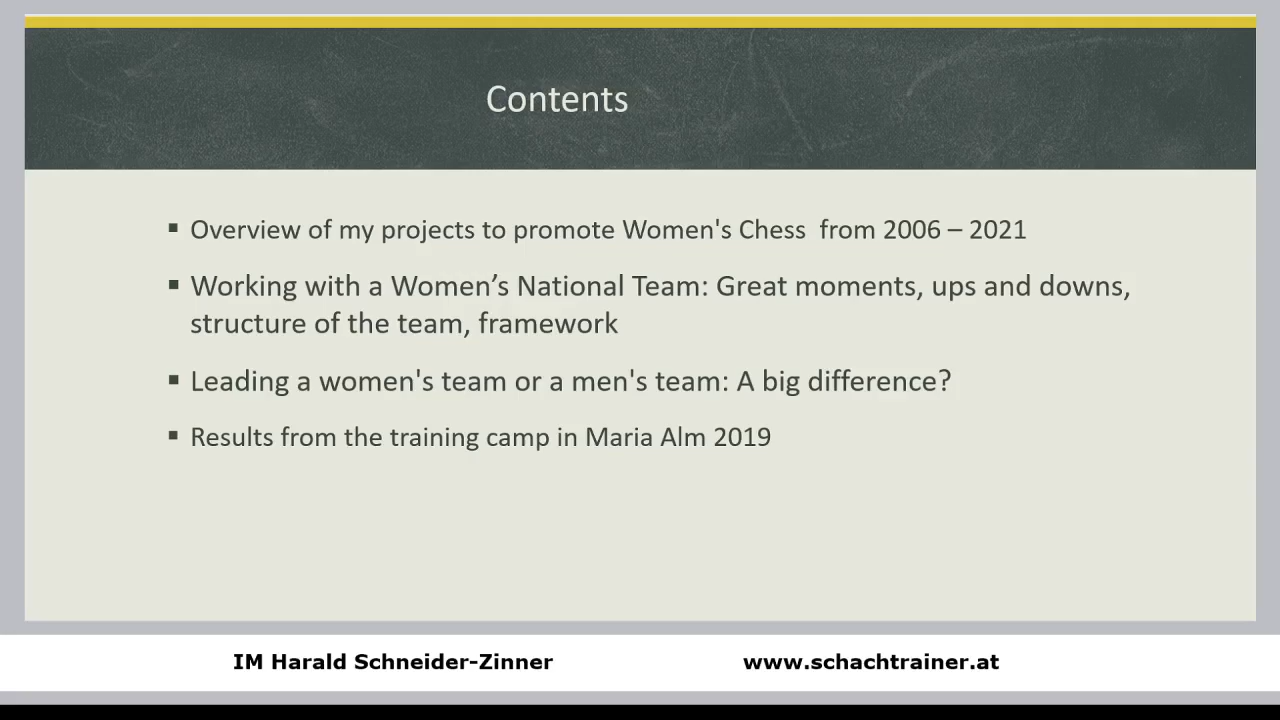 Contents
▪ Overview of my projects to promote Women's Chess  from 2006 – 2021
▪ Working with a Women’s National Team: Great moments, ups and downs,
structure of the team, framework
▪ Leading a women's team or a men's team: A big difference?
▪ Results from the training camp in Maria Alm 2019
IM Harald Schneider-Zinner www.schachtrainer.at